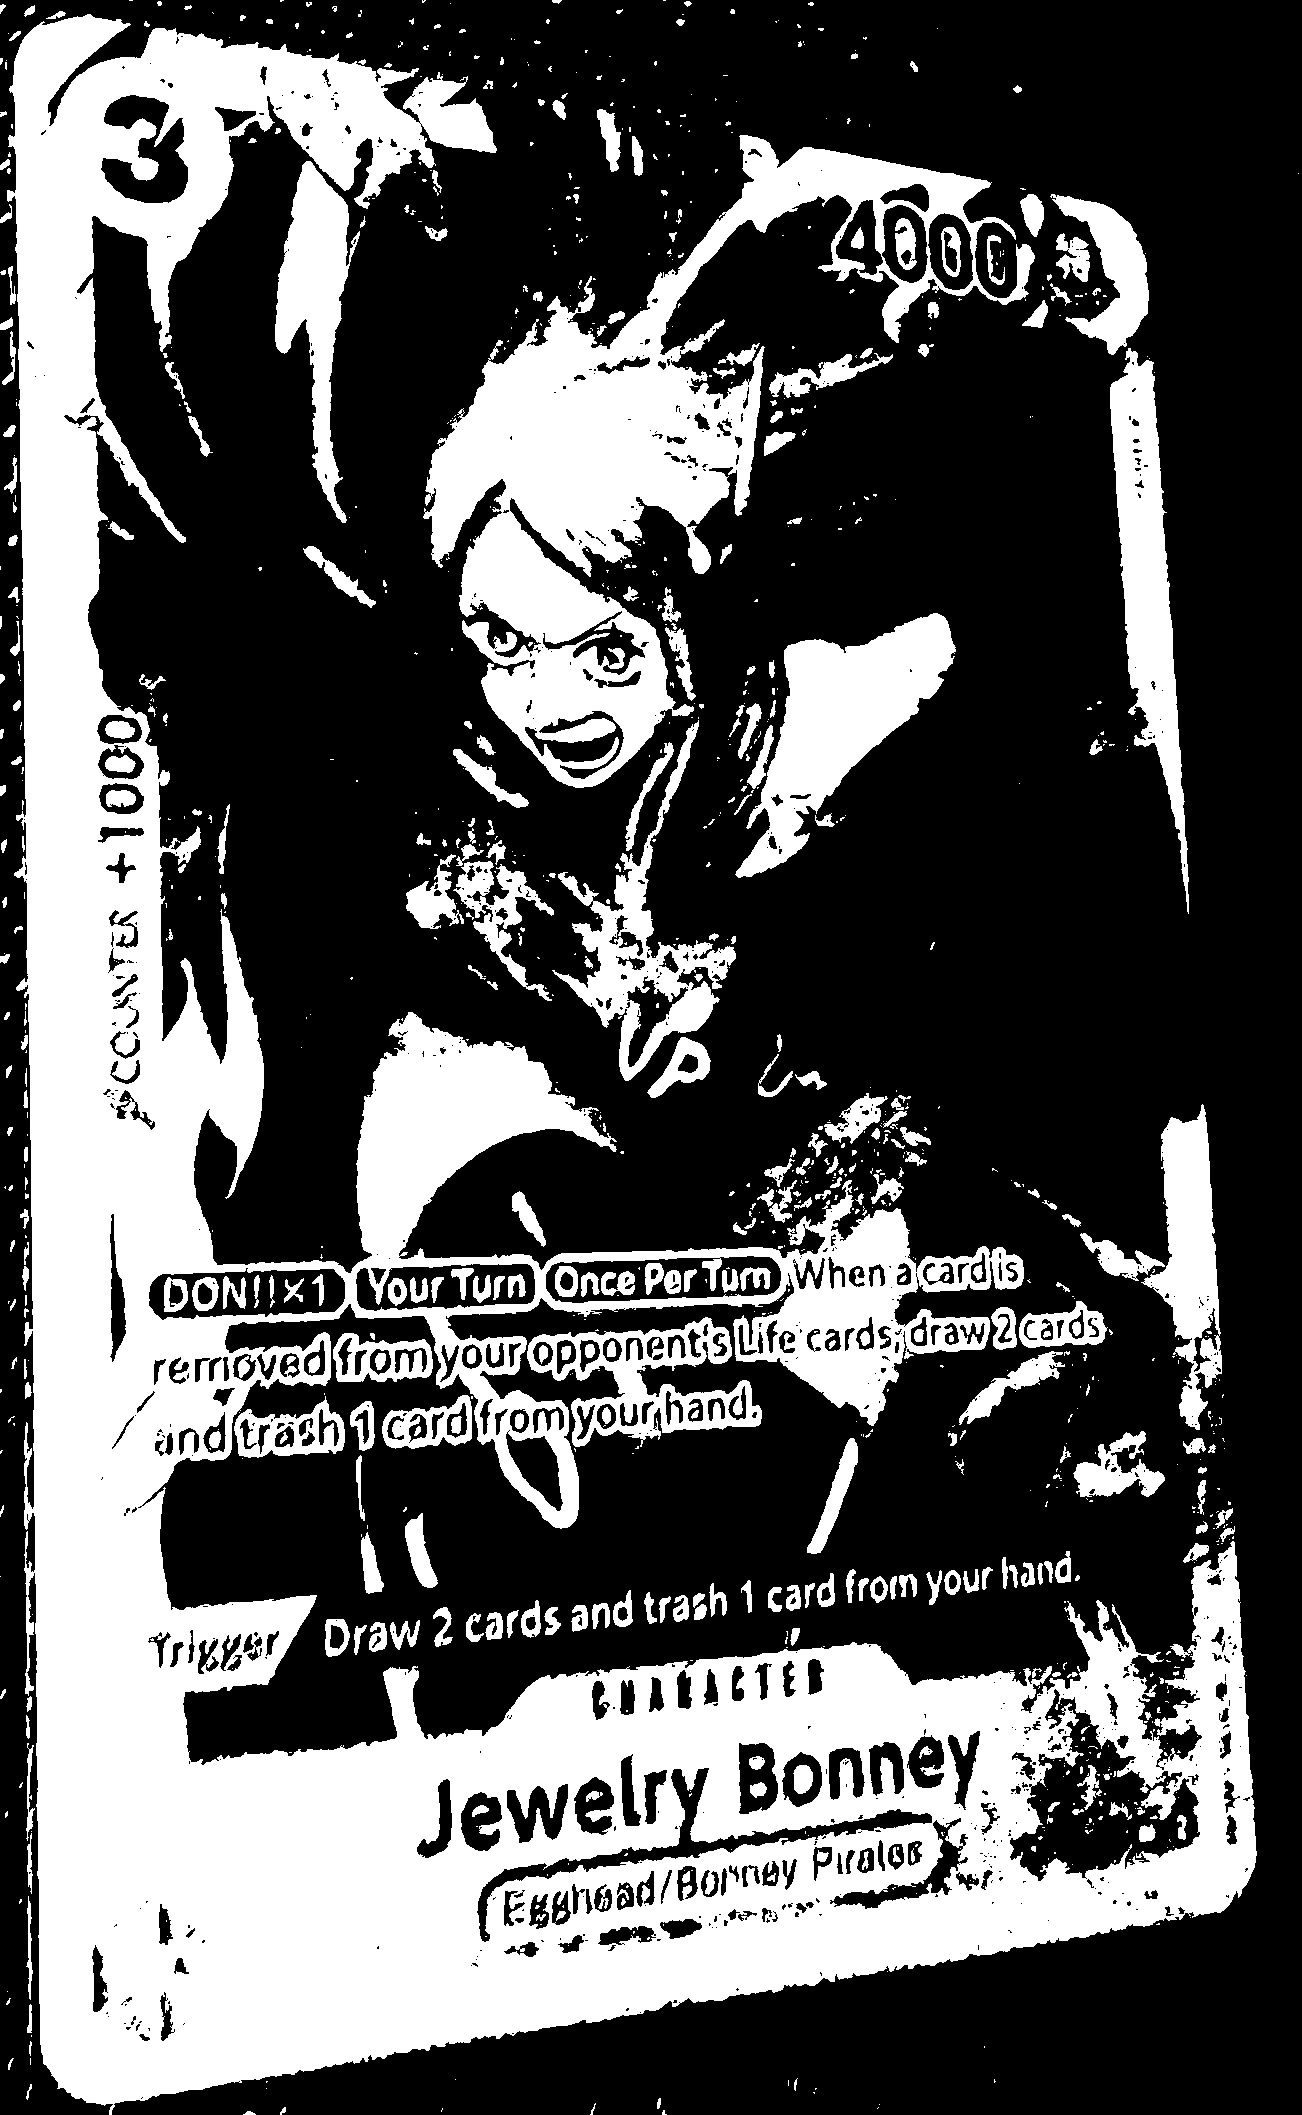 3
4000
COUNTER +1000
UP
DON!!×1 Your Turn Once Per Turn When a card is
removed from your opponent's Life cards, draw 2 cards
and trash 1 card from your hand.
Trigger Draw 2 cards and trash 1 card from your hand.
CHARACTER
Jewelry Bonney
Egghead/Bonney Pirates